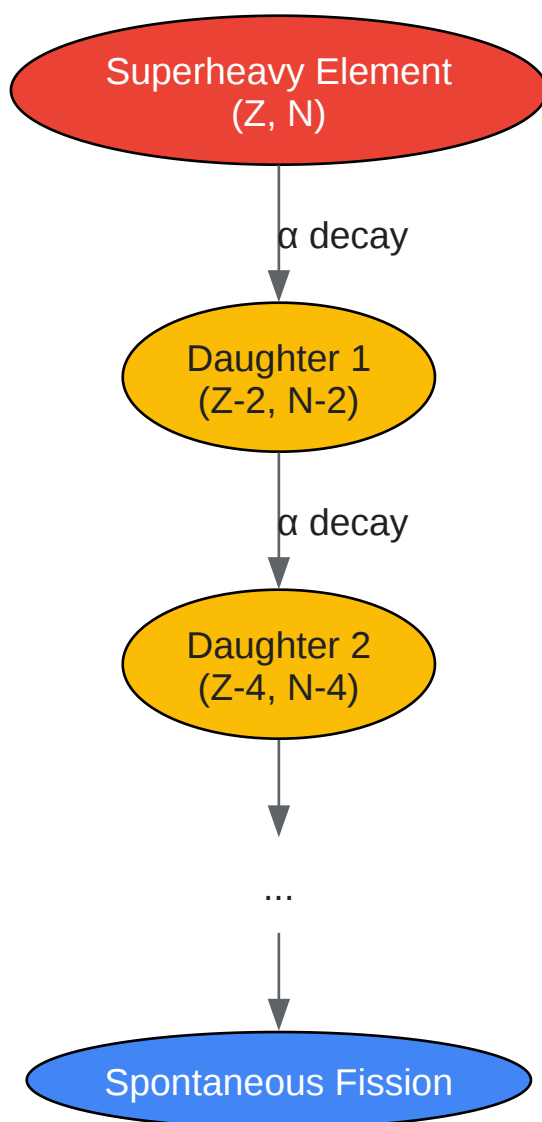 Superheavy Element
(Z, N)
α decay
Daughter 1
(Z-2, N-2)
α decay
Daughter 2
(Z-4, N-4)
...
Spontaneous Fission